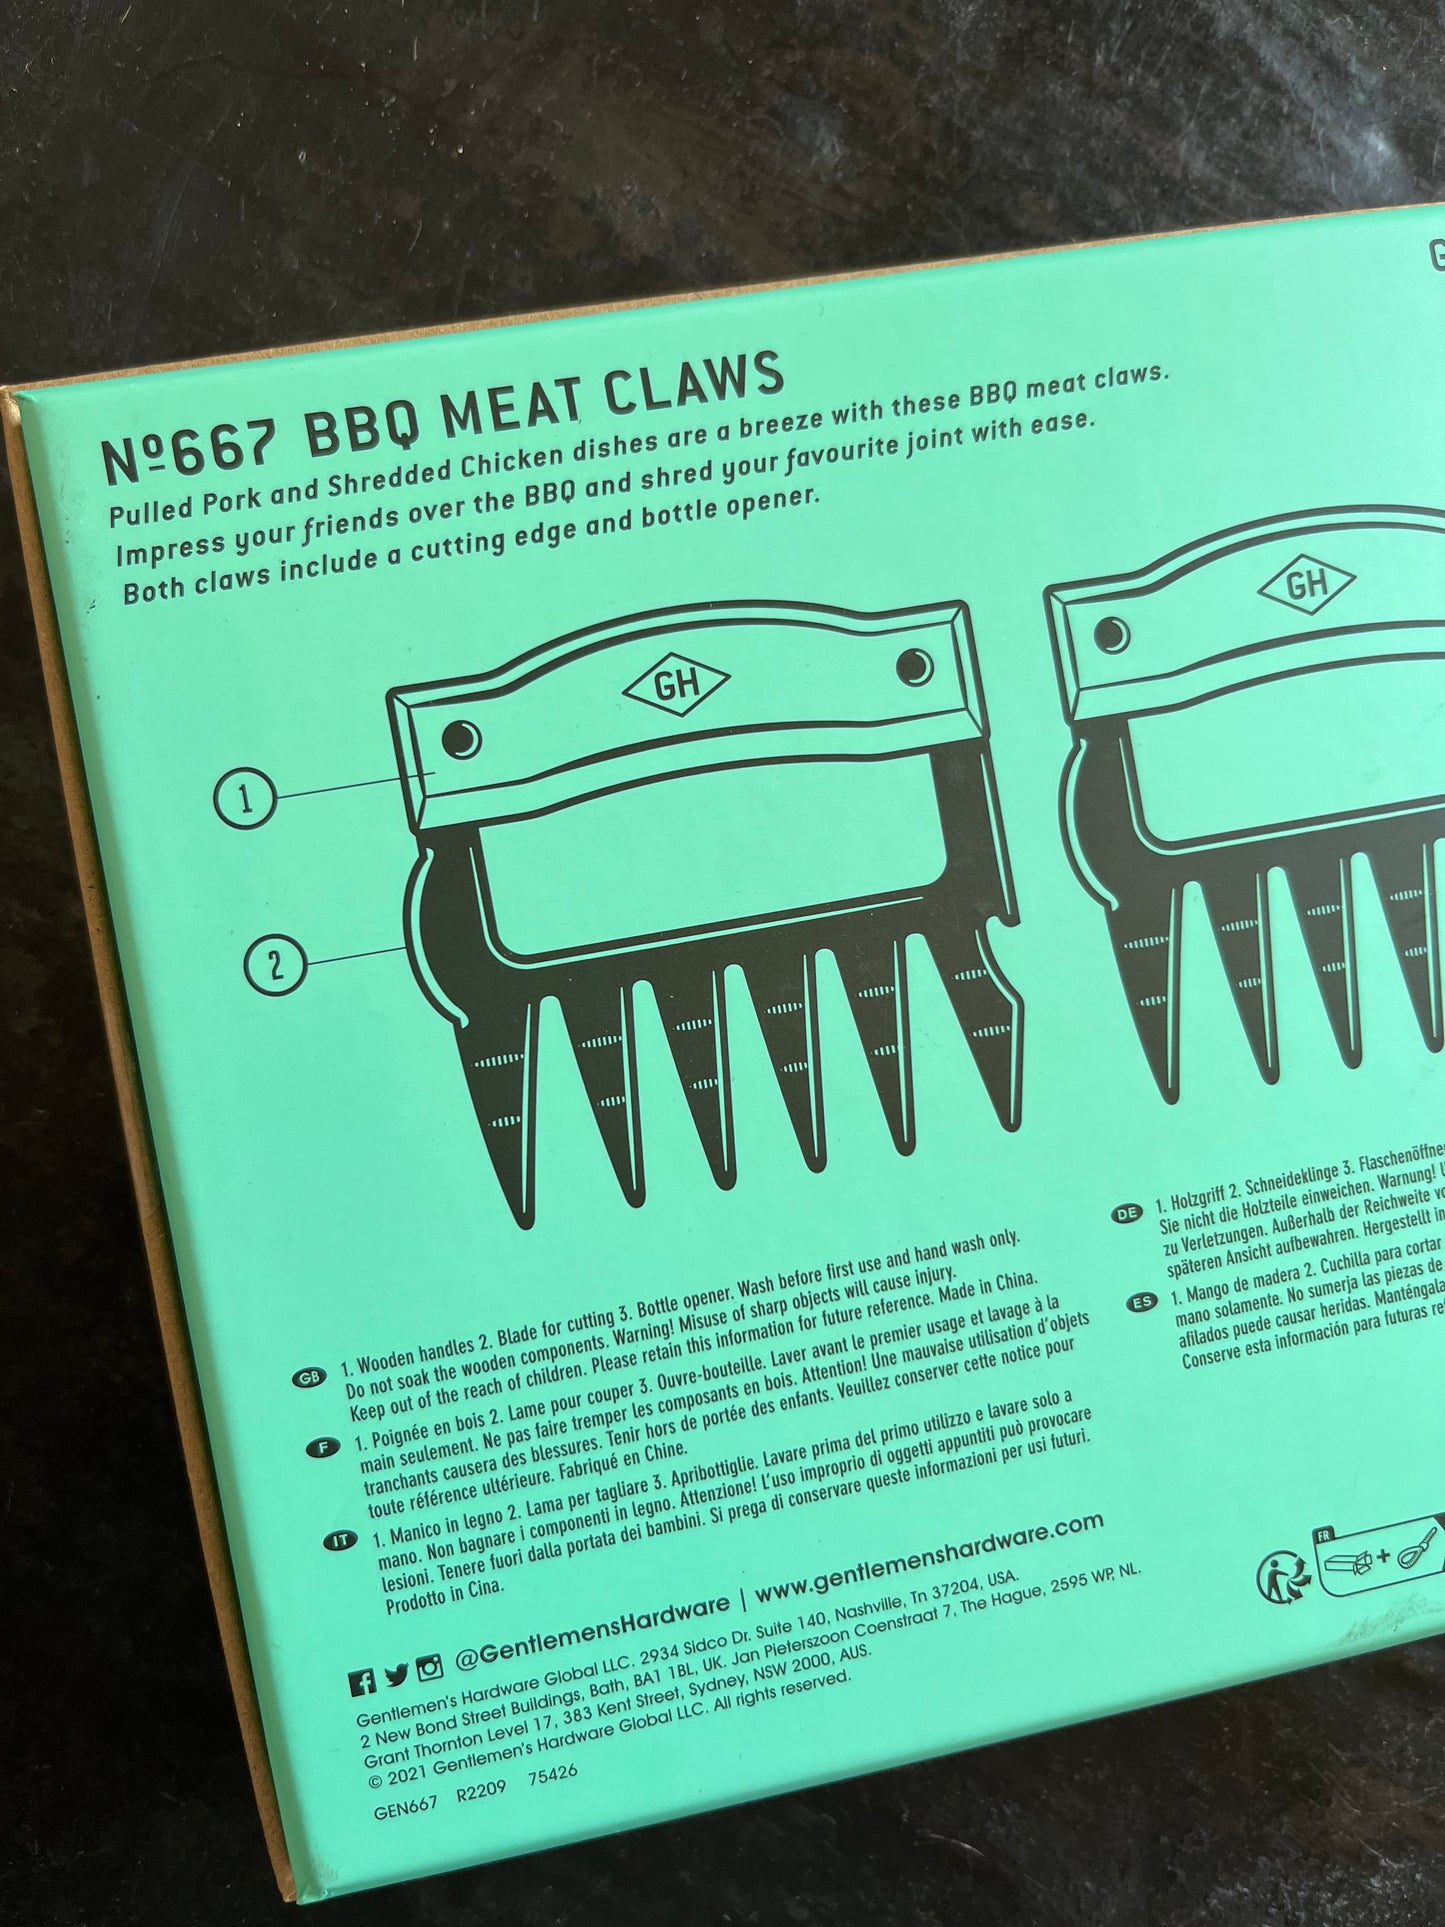 G
Nº667 BBQ MEAT CLAWS
Pulled Pork and Shredded Chicken dishes are a breeze with these BBQ meat claws.
Impress your friends over the BBQ and shred your favourite joint with ease.
Both claws include a cutting edge and bottle opener.
GH
GH
1
2
GB 1. Wooden handles 2. Blade for cutting 3. Bottle opener. Wash before first use and hand wash only.
Do not soak the wooden components. Warning! Misuse of sharp objects will cause injury.
Keep out of the reach of children. Please retain this information for future reference. Made in China.
F 1. Poignée en bois 2. Lame pour couper 3. Ouvre-bouteille. Laver avant le premier usage et lavage à la
main seulement. Ne pas faire tremper les composants en bois. Attention! Une mauvaise utilisation d'objets
tranchants causera des blessures. Tenir hors de portée des enfants. Veuillez conserver cette notice pour
toute référence ultérieure. Fabriqué en Chine.
IT 1. Manico in legno 2. Lama per tagliare 3. Apribottiglie. Lavare prima del primo utilizzo e lavare solo a
mano. Non bagnare i componenti in legno. Attenzione! L'uso improprio di oggetti appuntiti può provocare
lesioni. Tenere fuori dalla portata dei bambini. Si prega di conservare queste informazioni per usi futuri.
Prodotto in Cina.
DE 1. Holzgriff 2. Schneideklinge 3. Flaschenöffne
Sie nicht die Holzteile einweichen. Warnung! U
zu Verletzungen. Außerhalb der Reichweite vo
späteren Ansicht aufbewahren. Hergestellt in
ES 1. Mango de madera 2. Cuchilla para cortar
mano solamente. No sumerja las piezas de
afilados puede causar heridas. Manténgala
Conserve esta información para futuras re
@GentlemensHardware | www.gentlemenshardware.com
Gentlemen's Hardware Global LLC. 2934 Sidco Dr. Suite 140, Nashville, Tn 37204, USA.
2 New Bond Street Buildings, Bath, BA1 1BL, UK. Jan Pieterszoon Coenstraat 7, The Hague, 2595 WP, NL.
Grant Thornton Level 17, 383 Kent Street, Sydney, NSW 2000, AUS.
© 2021 Gentlemen's Hardware Global LLC. All rights reserved.
GEN667 R2209 75426
FR
+